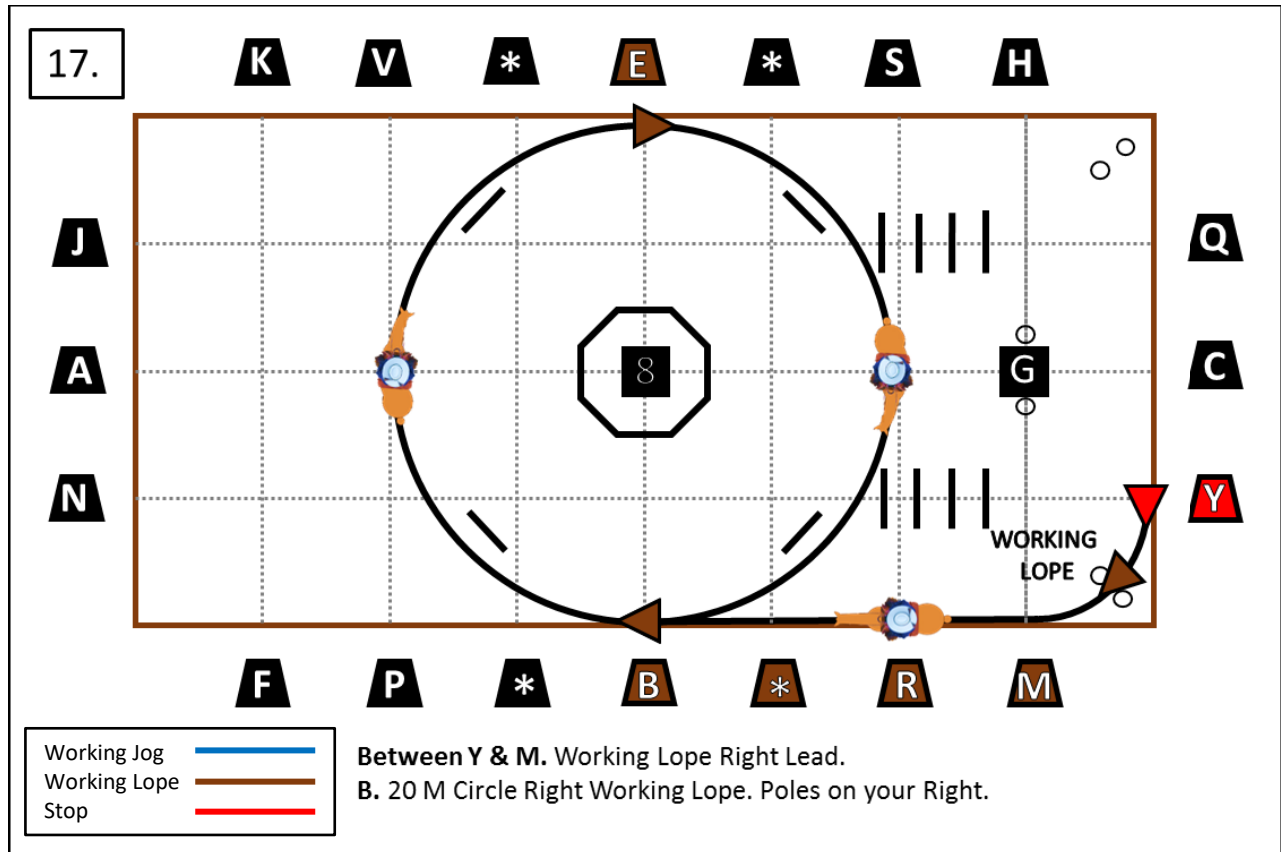 17.
K V * E * S H
J Q
A 8 G C
N Y
WORKING
LOPE
F P * B * R M
Working Jog
Working Lope
Stop
Between Y & M. Working Lope Right Lead.
B. 20 M Circle Right Working Lope. Poles on your Right.